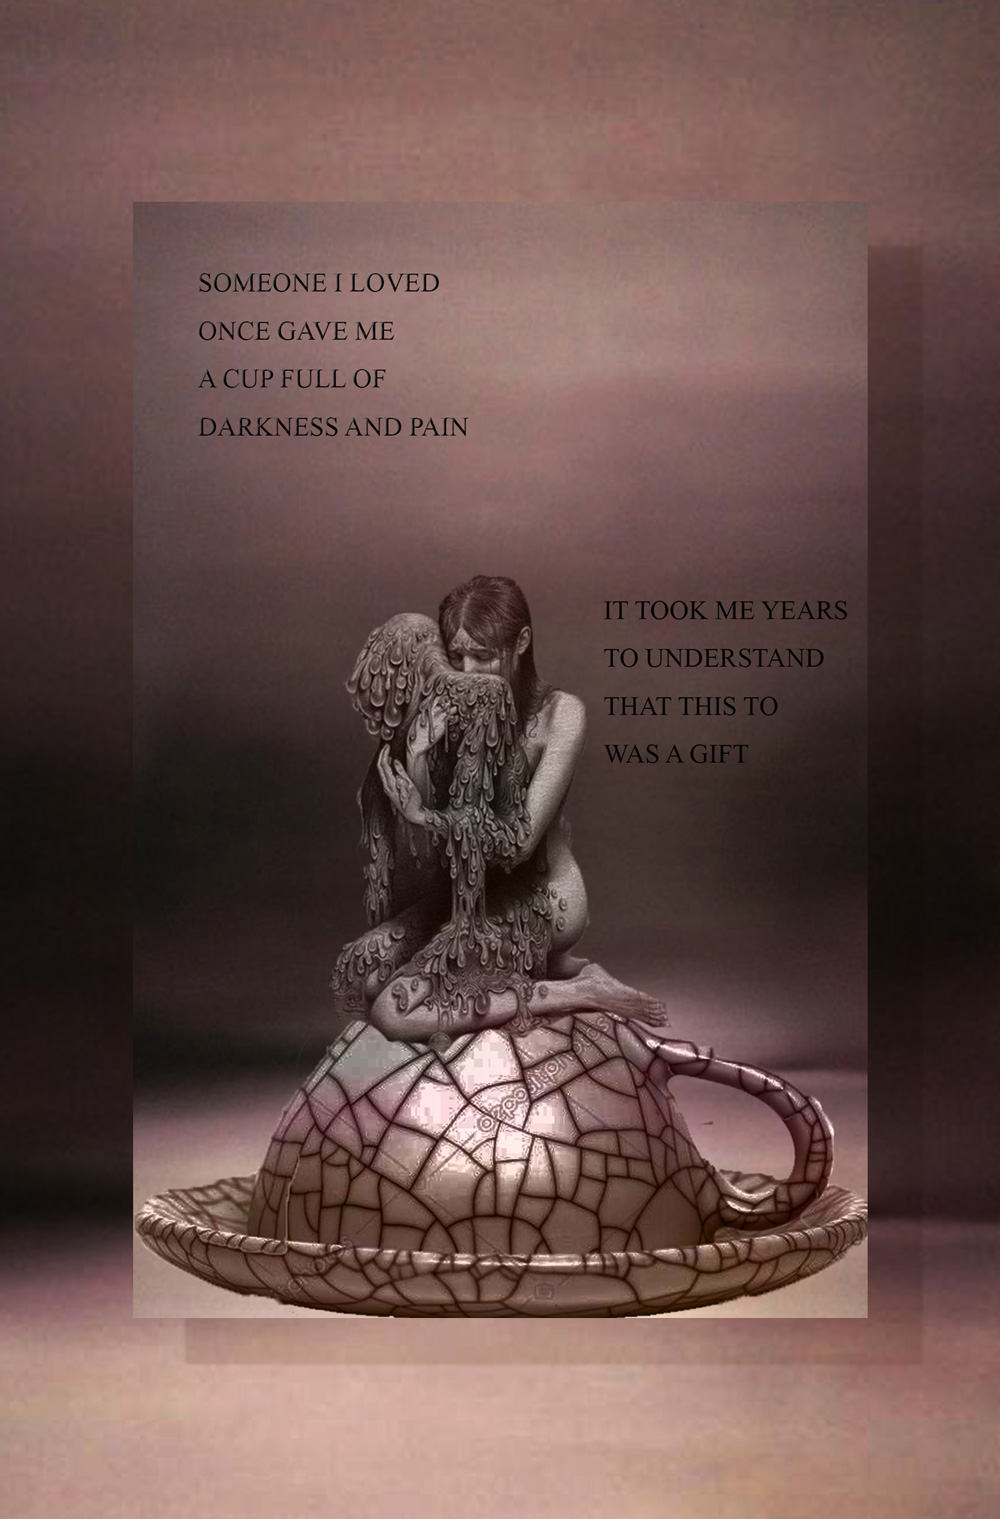 SOMEONE I LOVED
ONCE GAVE ME
A CUP FULL OF
DARKNESS AND PAIN
IT TOOK ME YEARS
TO UNDERSTAND
THAT THIS TO
WAS A GIFT